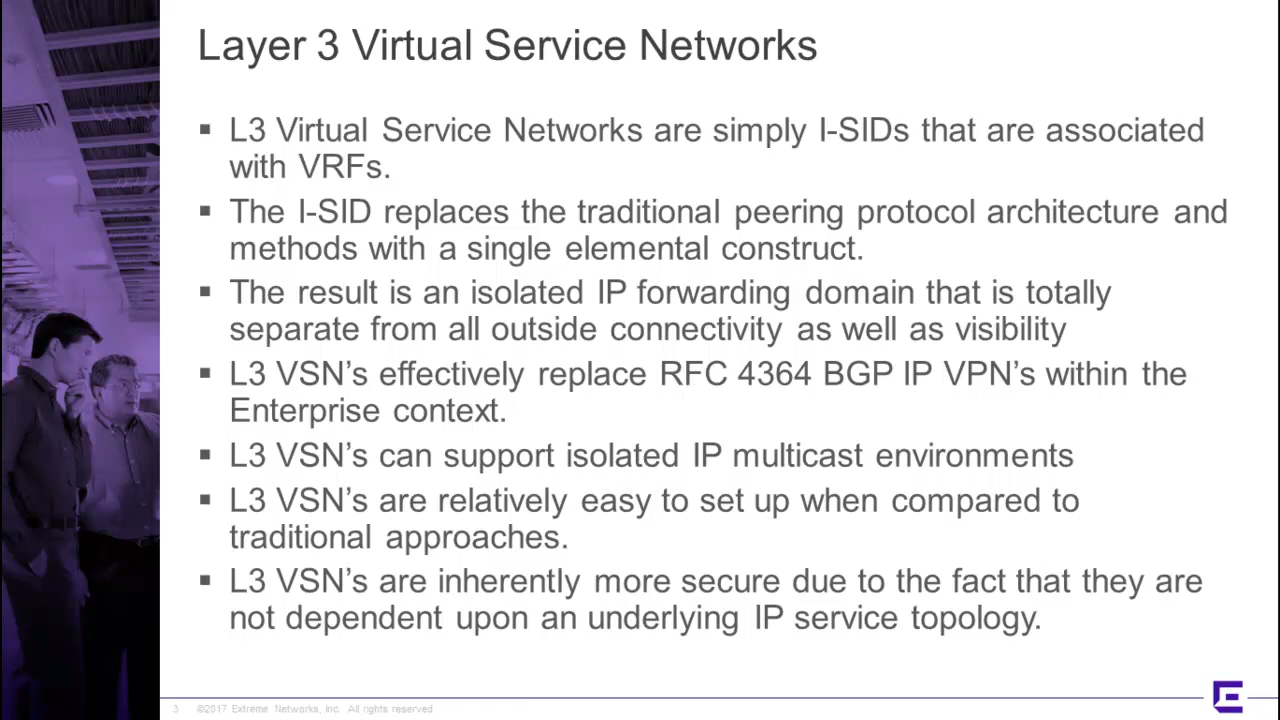 Layer 3 Virtual Service Networks
▪ L3 Virtual Service Networks are simply I-SIDs that are associated
with VRFs.
▪ The I-SID replaces the traditional peering protocol architecture and
methods with a single elemental construct.
▪ The result is an isolated IP forwarding domain that is totally
separate from all outside connectivity as well as visibility
▪ L3 VSN’s effectively replace RFC 4364 BGP IP VPN’s within the
Enterprise context.
▪ L3 VSN’s can support isolated IP multicast environments
▪ L3 VSN’s are relatively easy to set up when compared to
traditional approaches.
▪ L3 VSN’s are inherently more secure due to the fact that they are
not dependent upon an underlying IP service topology.
3 ©2017 Extreme Networks, Inc. All rights reserved